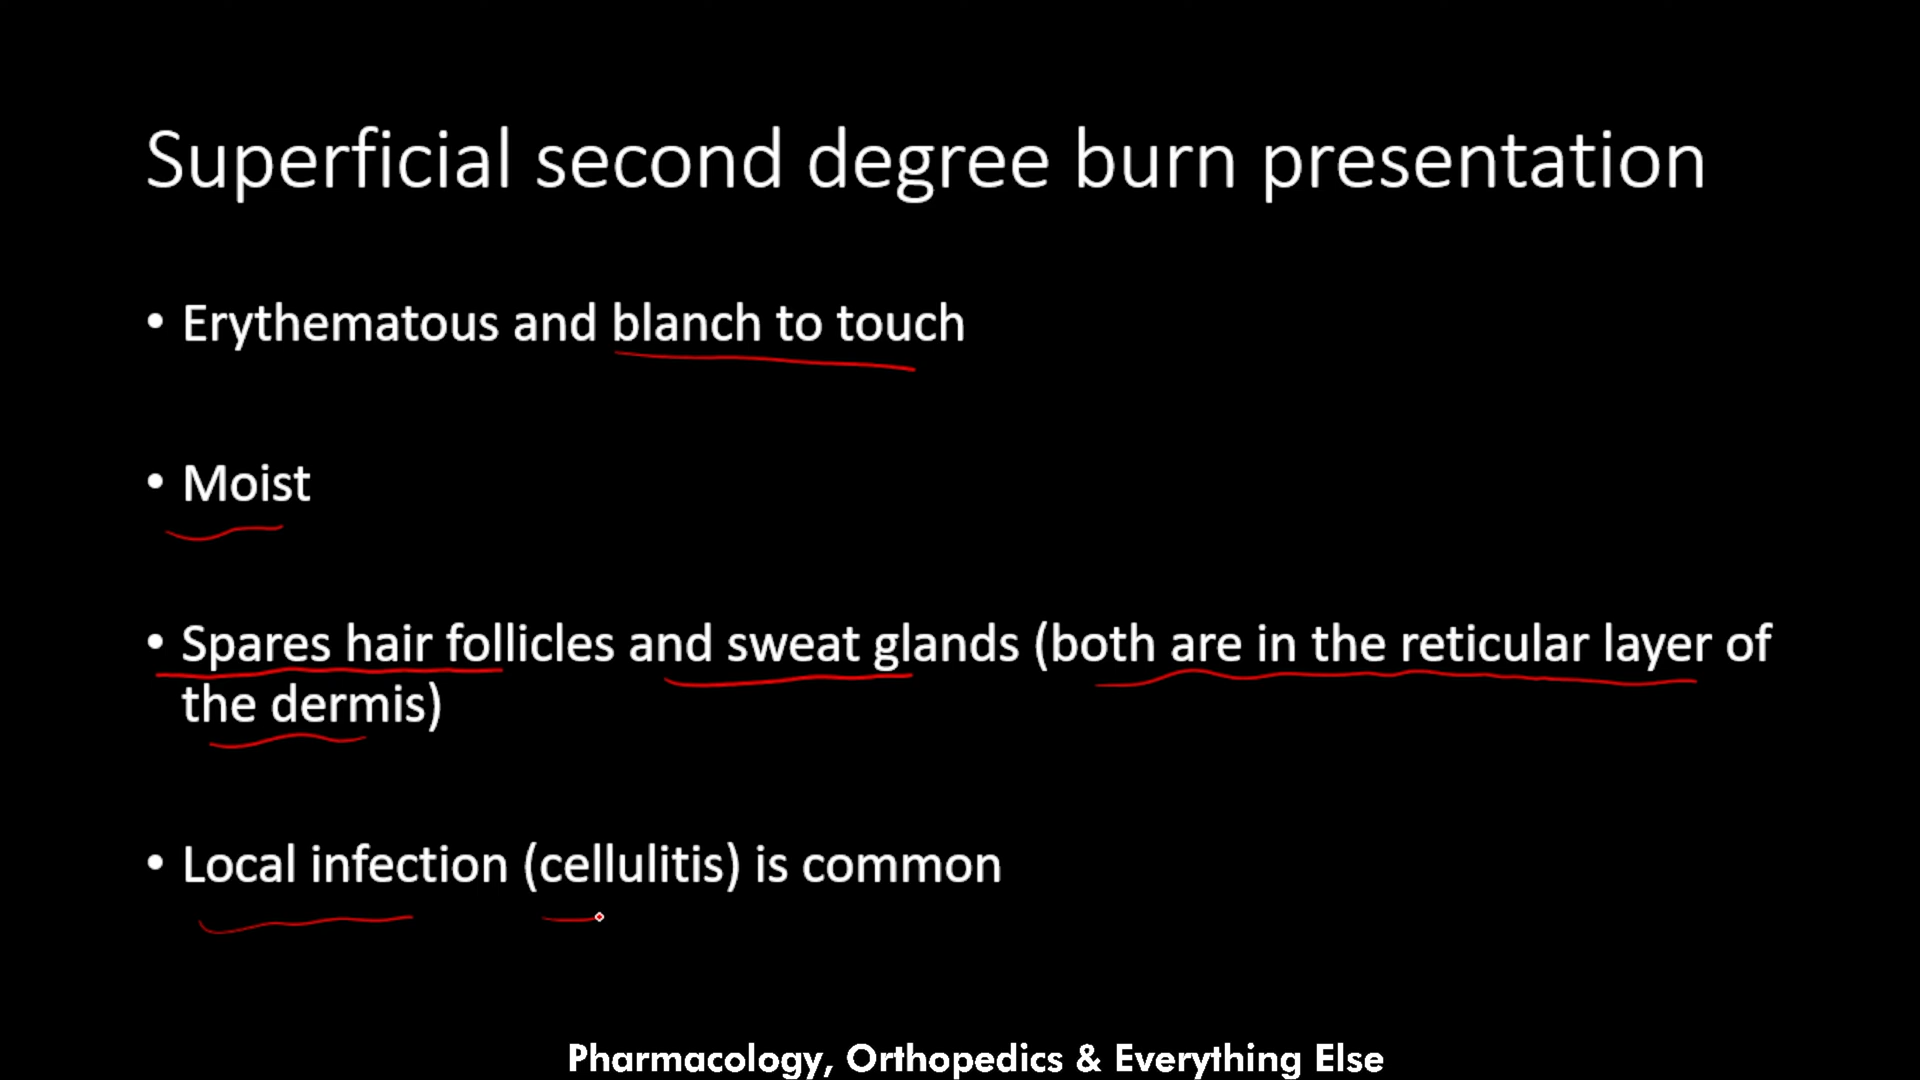 Superficial second degree burn presentation
• Erythematous and blanch to touch
• Moist
• Spares hair follicles and sweat glands (both are in the reticular layer of
the dermis)
• Local infection (cellulitis) is common
Pharmacology, Orthopedics & Everything Else